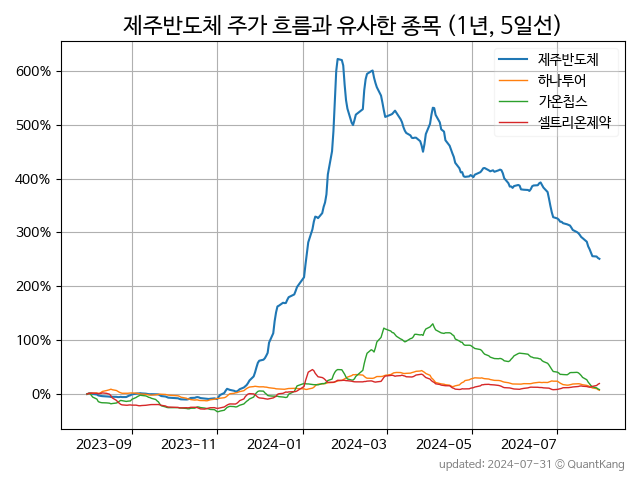 제주반도체 주가 흐름과 유사한 종목 (1년, 5일선)
제주반도체
하나투어
가온칩스
셀트리온제약
600%
500%
400%
300%
200%
100%
0%
2023-09 2023-11 2024-01 2024-03 2024-05 2024-07
updated: 2024-07-31 © QuantKang